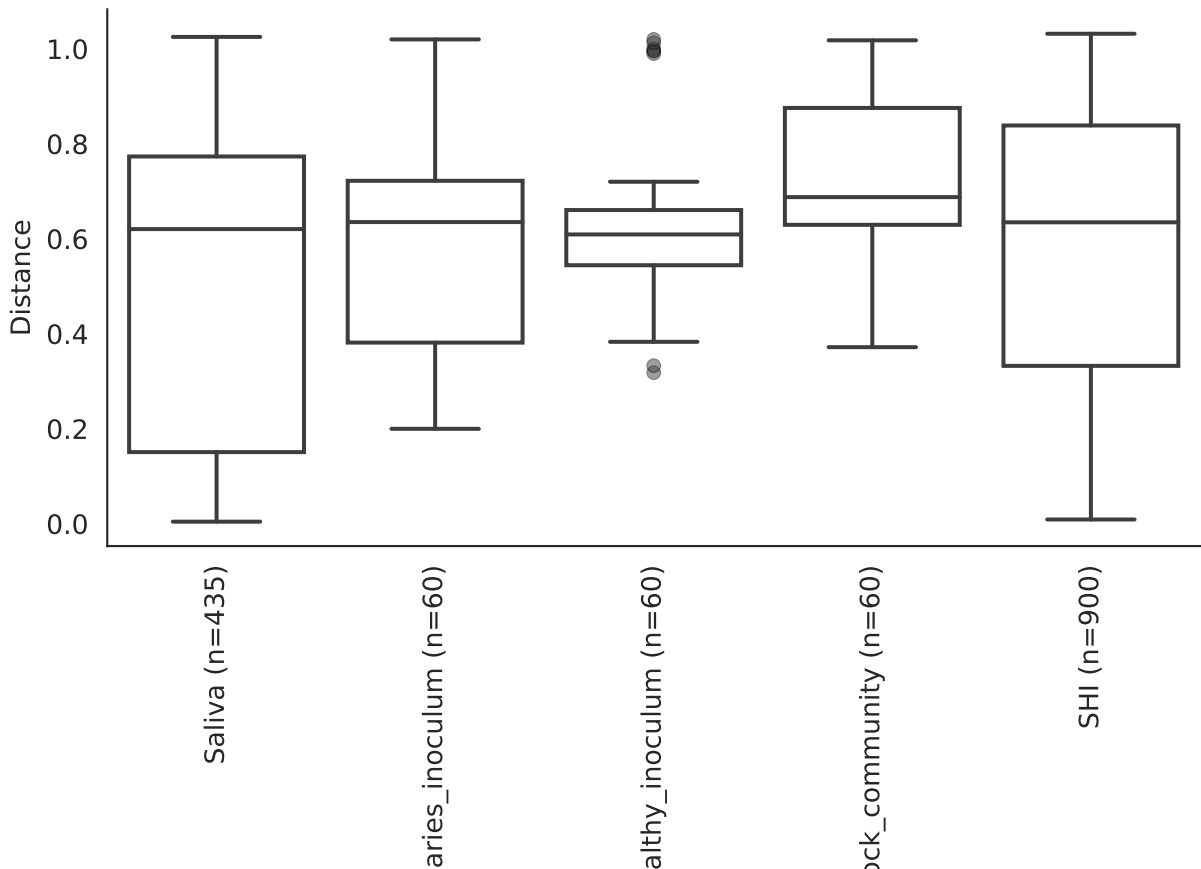 Distance
1.0
0.8
0.6
0.4
0.2
0.0
Saliva (n=435)
aries_inoculum (n=60)
althy_inoculum (n=60)
ock_community (n=60)
SHI (n=900)